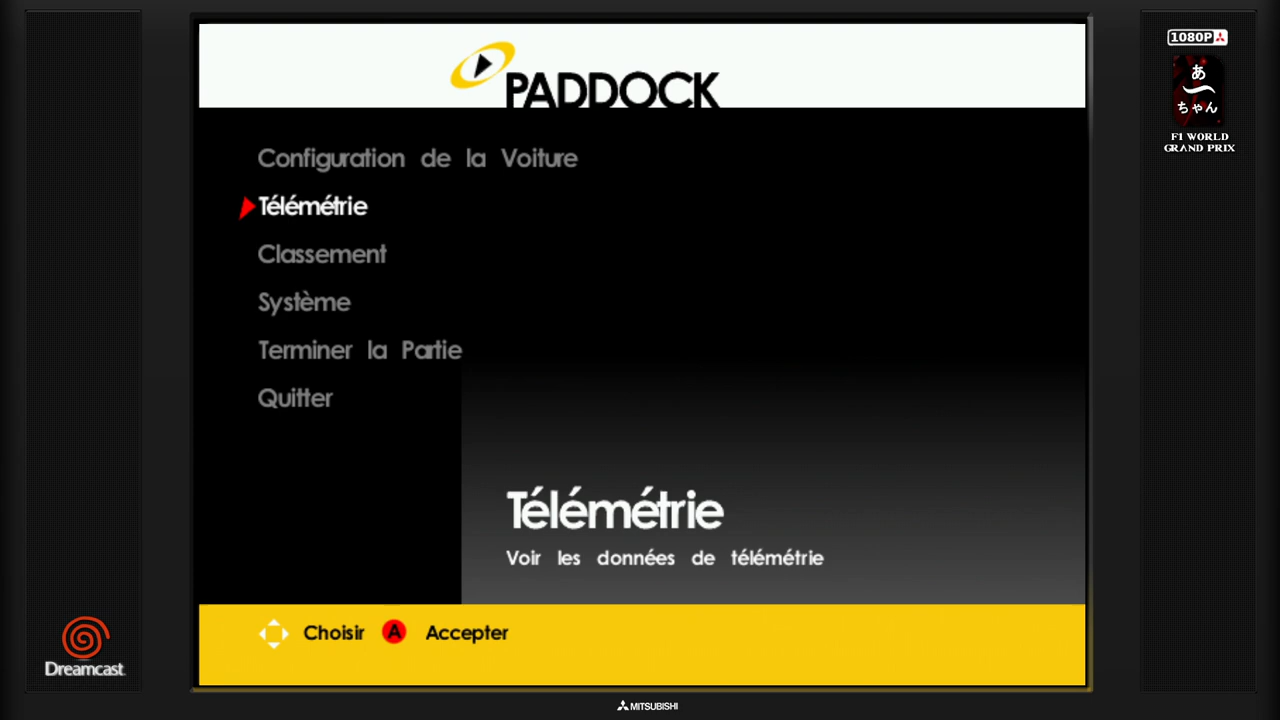 PADDOCK
Configuration de la Voiture
Télémétrie
Classement
Système
Terminer la Partie
Quitter
Télémétrie
Voir les données de télémétrie
Choisir A Accepter
1080P
あ
ー
ちゃん
F1 WORLD
GRAND PRIX
Dreamcast
MITSUBISHI